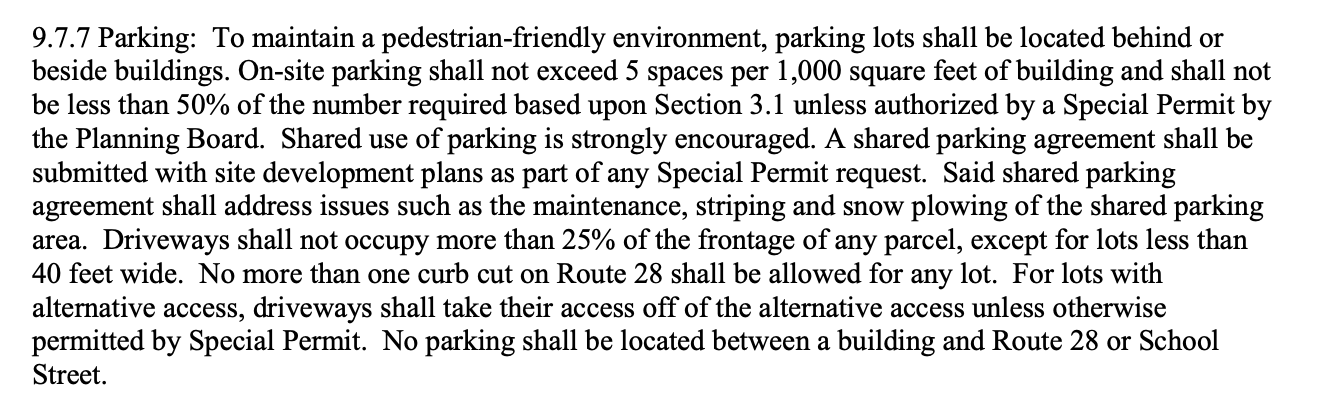 9.7.7 Parking:  To maintain a pedestrian-friendly environment, parking lots shall be located behind or
beside buildings. On-site parking shall not exceed 5 spaces per 1,000 square feet of building and shall not
be less than 50% of the number required based upon Section 3.1 unless authorized by a Special Permit by
the Planning Board.  Shared use of parking is strongly encouraged. A shared parking agreement shall be
submitted with site development plans as part of any Special Permit request.  Said shared parking
agreement shall address issues such as the maintenance, striping and snow plowing of the shared parking
area.  Driveways shall not occupy more than 25% of the frontage of any parcel, except for lots less than
40 feet wide.  No more than one curb cut on Route 28 shall be allowed for any lot.  For lots with
alternative access, driveways shall take their access off of the alternative access unless otherwise
permitted by Special Permit.  No parking shall be located between a building and Route 28 or School
Street.